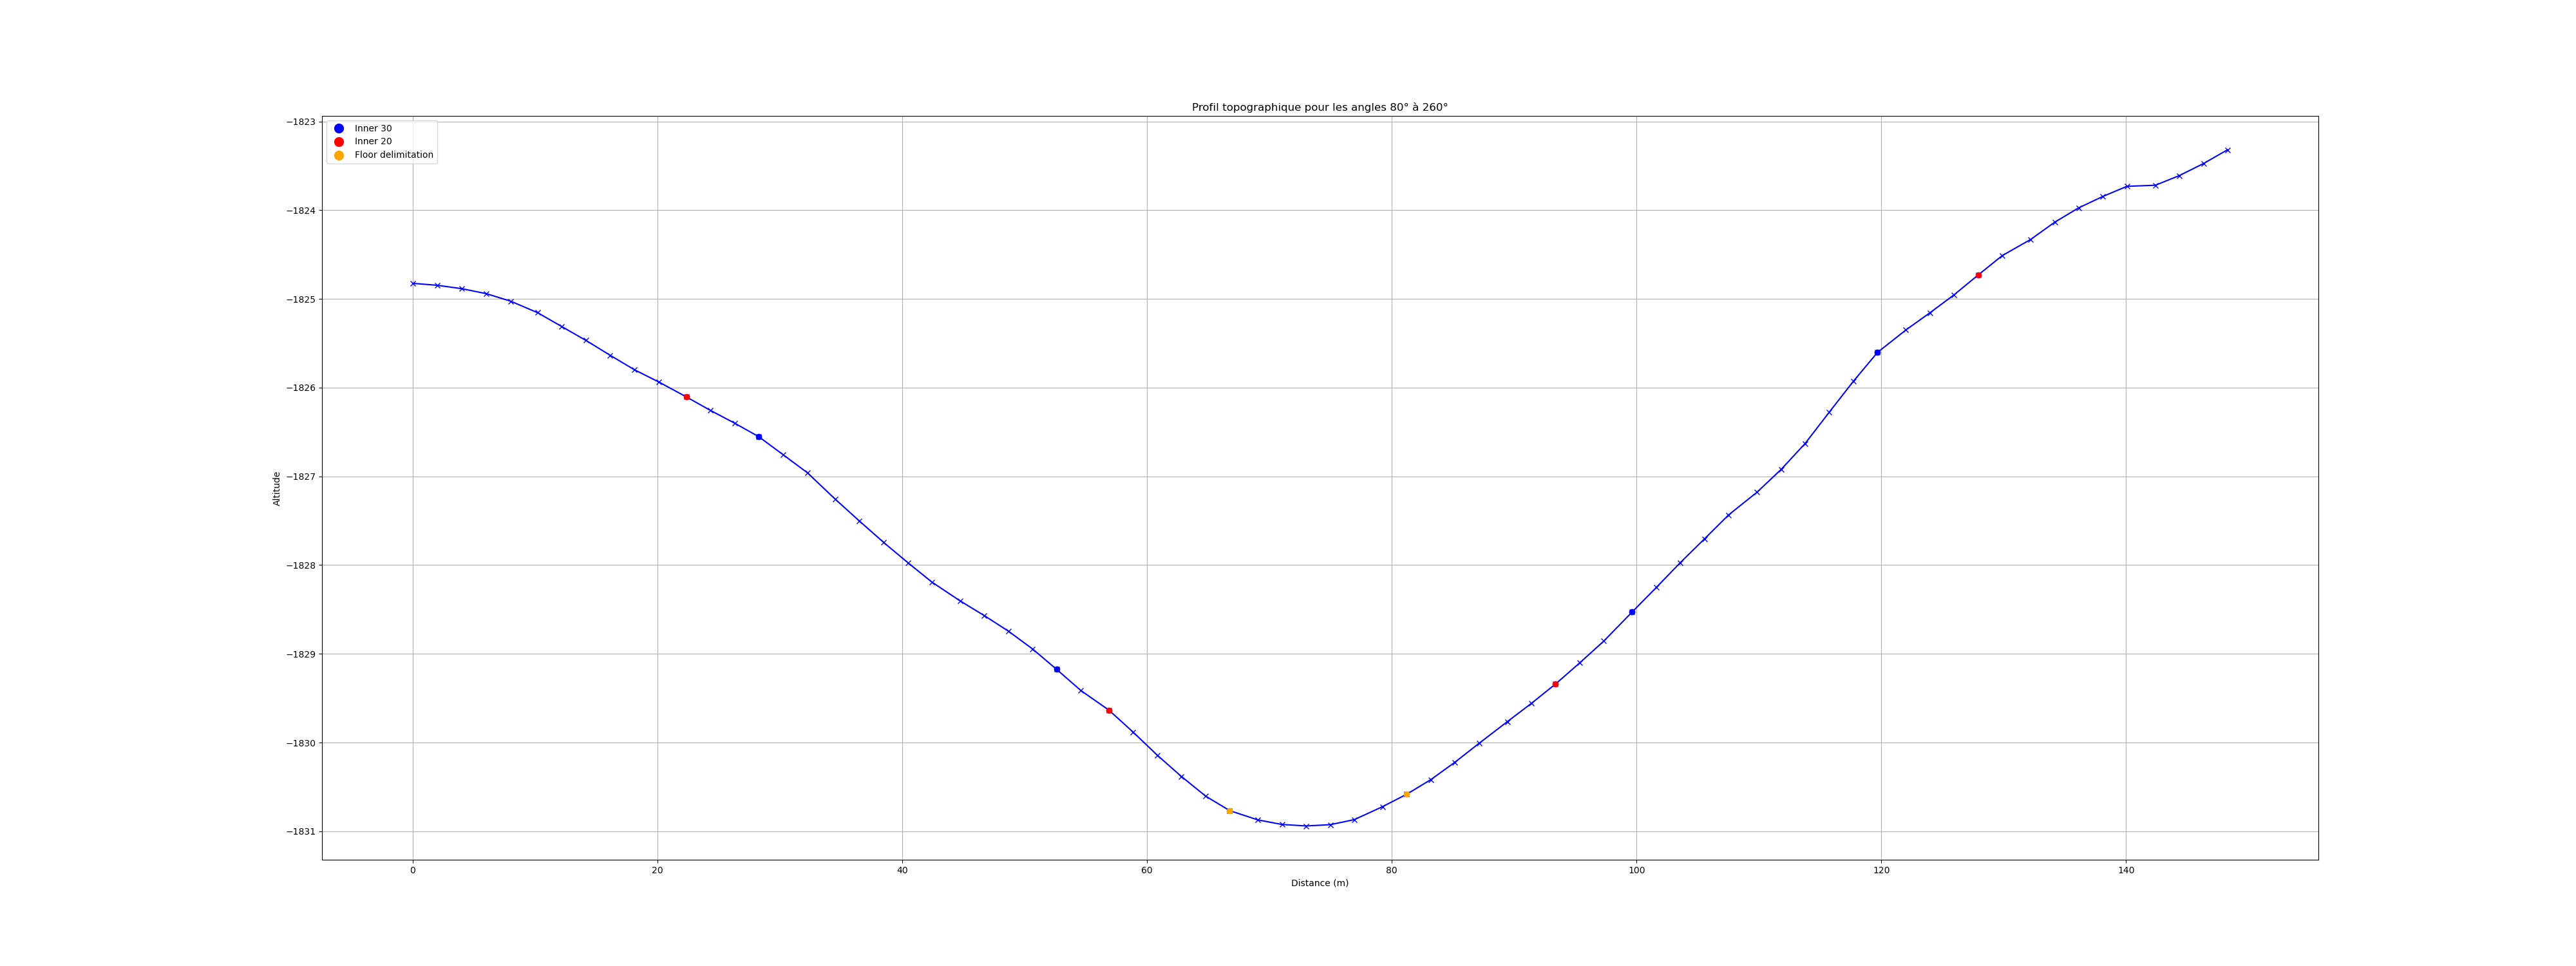 Profil topographique pour les angles 80° à 260°
Inner 30
Inner 20
Floor delimitation
−1823
−1824
−1825
−1826
−1827
−1828
−1829
−1830
−1831
Altitude
0 20 40 60 80 100 120 140
Distance (m)